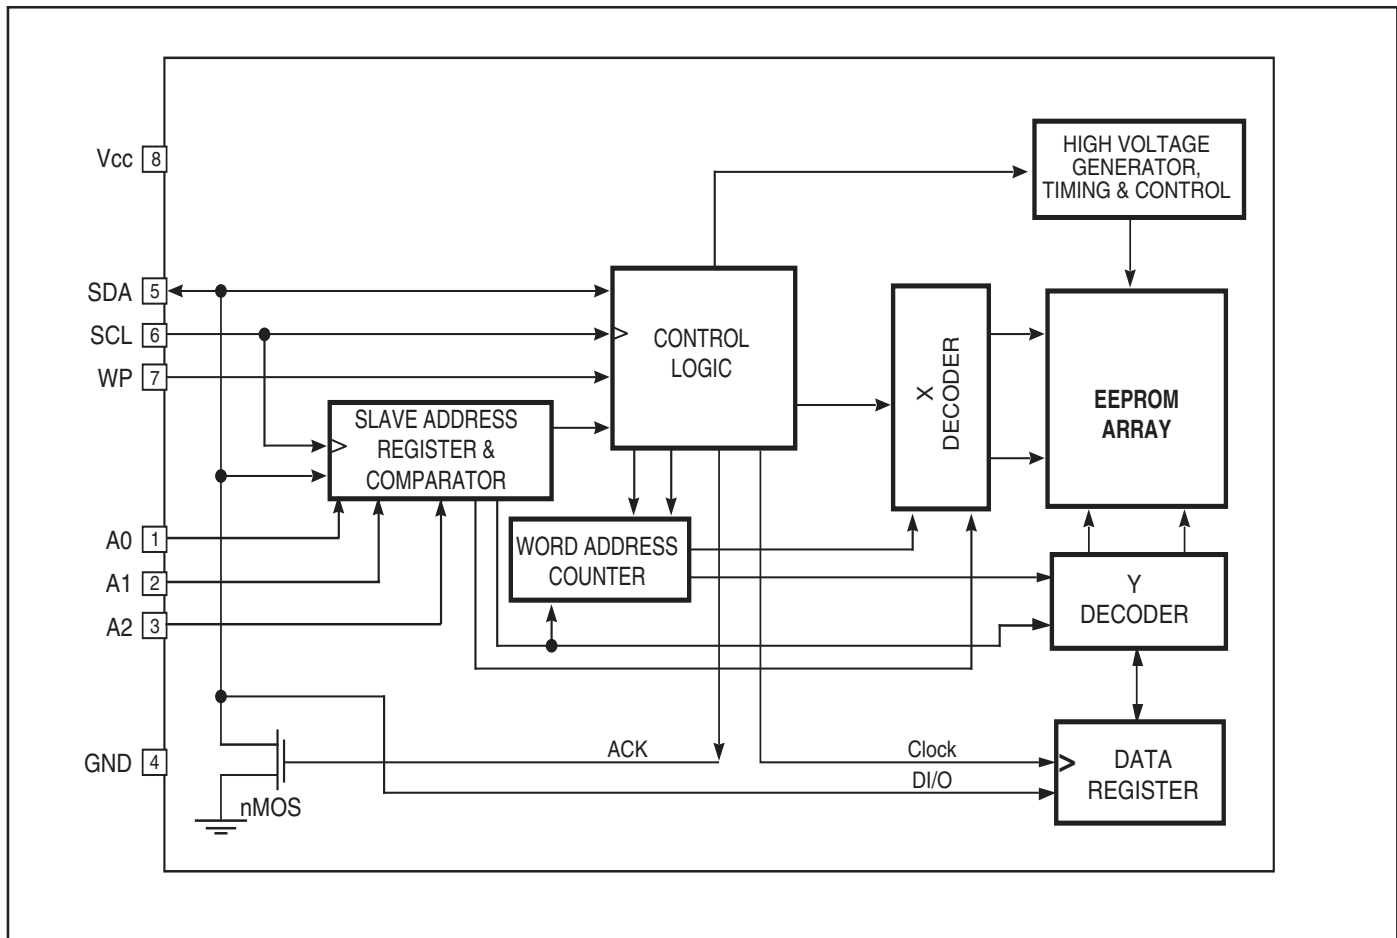 Vcc 8
HIGH VOLTAGE
GENERATOR,
TIMING & CONTROL
SDA 5
SCL 6
WP 7
CONTROL
LOGIC
X
DECODER
EEPROM
ARRAY
SLAVE ADDRESS
REGISTER &
COMPARATOR
A0 1
A1 2
A2 3
WORD ADDRESS
COUNTER
Y
DECODER
GND 4
nMOS
ACK
Clock
DI/O
DATA
REGISTER